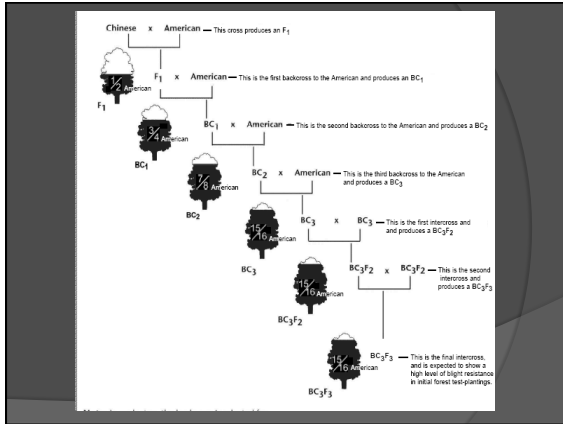 Chinese x American — This cross produces an F1
1/2 American
F1
F1 x American — This is the first backcross to the American and produces an BC1
3/4 American
BC1
BC1 x American — This is the second backcross to the American and produces a BC2
7/8 American
BC2
BC2 x American — This is the third backcross to the American
and produces a BC3
15/16 American
BC3
BC3 x BC3 — This is the first intercross and
and produces a BC3F2
15/16 American
BC3F2
BC3F2 x BC3F2 — This is the second
intercross and
produces a BC3F3
15/16 American
BC3F3
BC3F3 — This is the final intercross,
and is expected to show a
high level of blight resistance
in initial forest test-plantings.